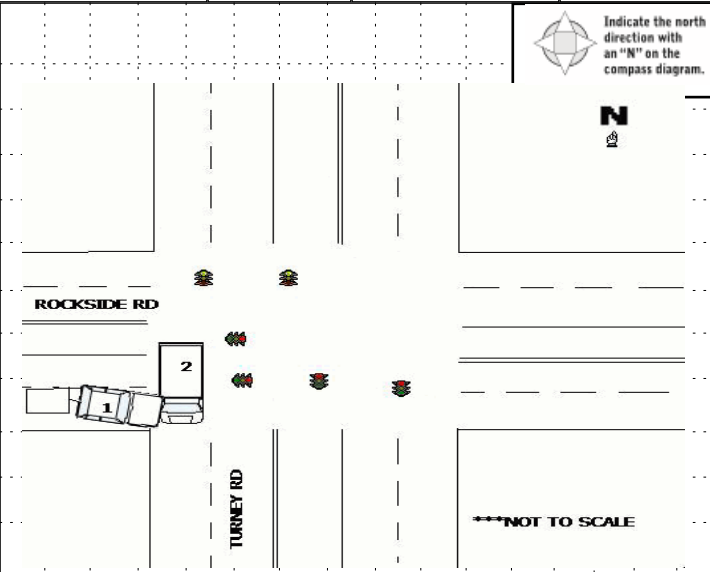 Indicate the north
direction with
an "N" on the
compass diagram.
N
ROCKSIDE RD
2
1
TURNEY RD
***NOT TO SCALE